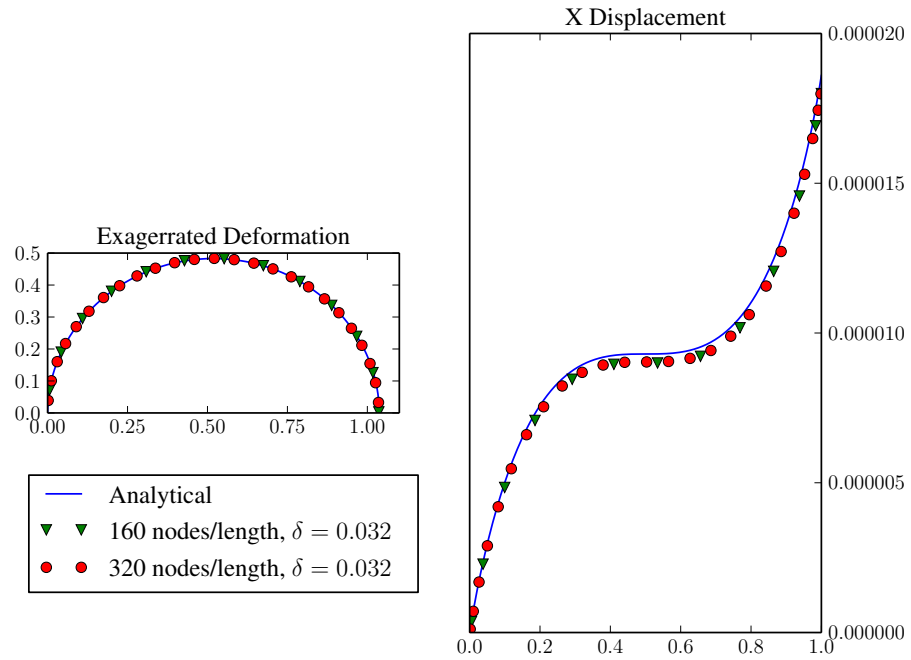 X Displacement
0.000020
0.000015
0.000010
0.000005
0.000000
0.0 0.2 0.4 0.6 0.8 1.0
Exagerrated Deformation
0.5
0.4
0.3
0.2
0.1
0.0
0.00 0.25 0.50 0.75 1.00
Analytical
160 nodes/length, δ = 0.032
320 nodes/length, δ = 0.032